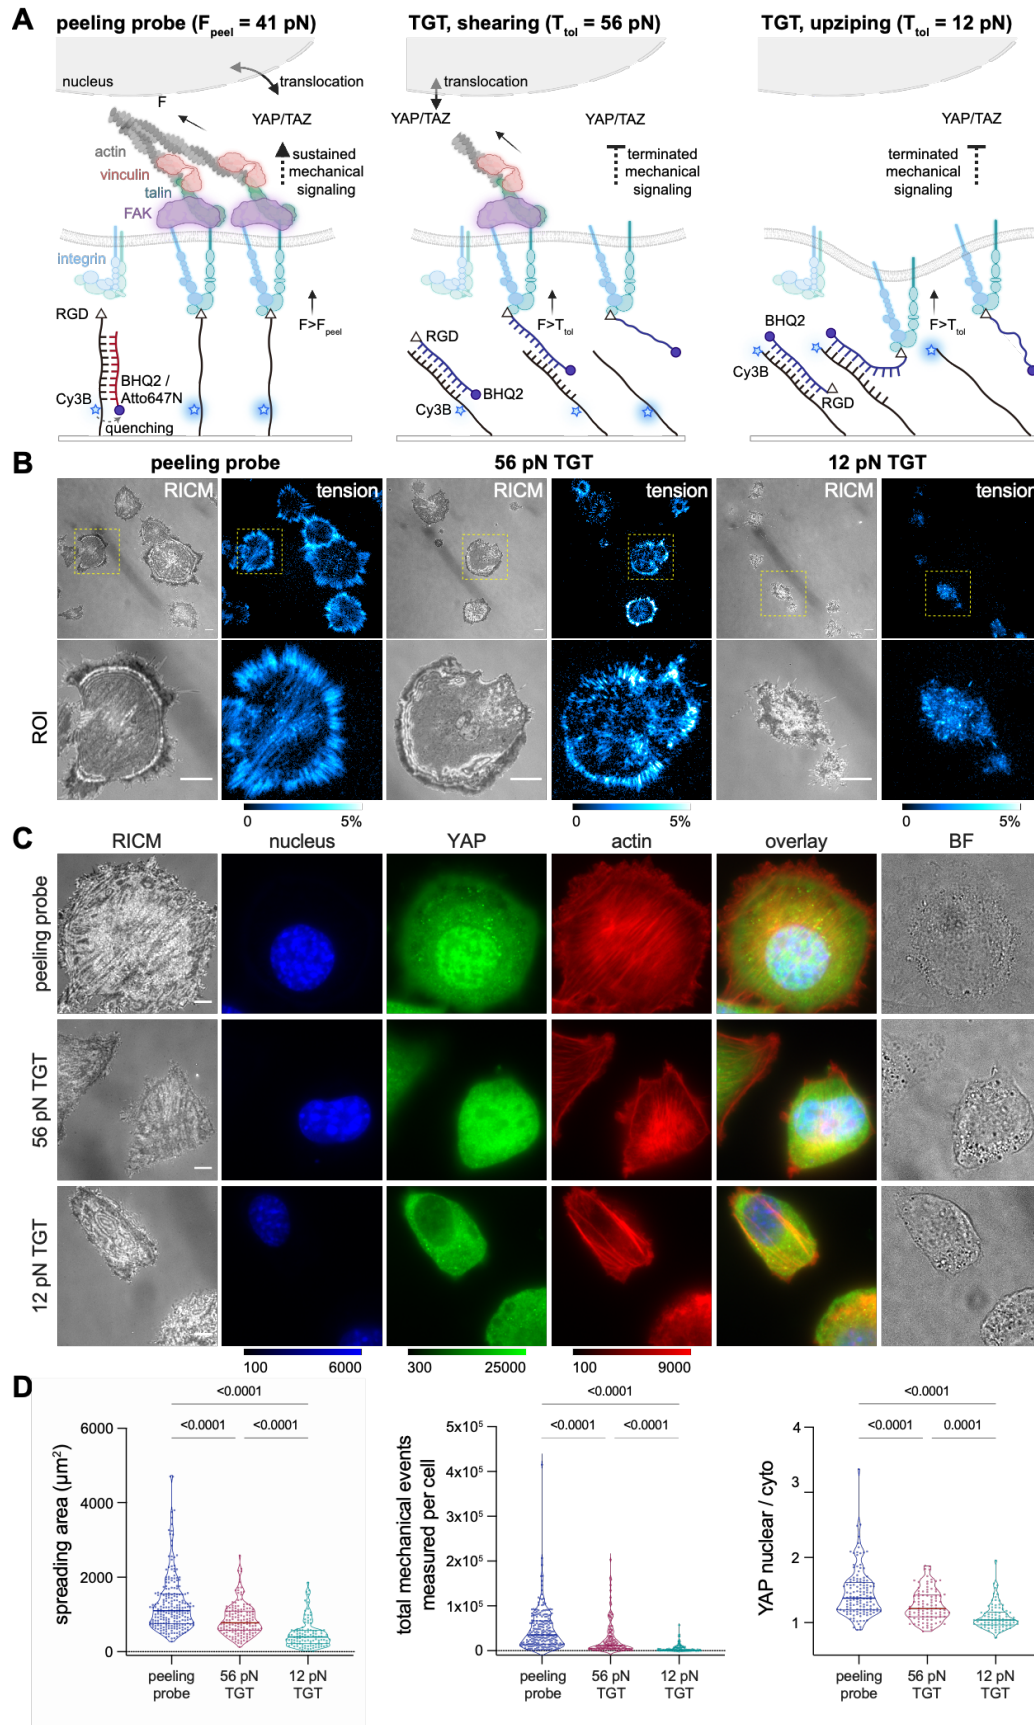 A
peeling probe (Fpeel = 41 pN)
TGT, shearing (Ttol = 56 pN)
TGT, upziping (Ttol = 12 pN)
nucleus
translocation
F
YAP/TAZ
actin
vinculin
talin
FAK
sustained
mechanical
signaling
integrin
RGD
F>Fpeel
BHQ2 /
Atto647N
Cy3B
quenching
translocation
YAP/TAZ
YAP/TAZ
terminated
mechanical
signaling
F>Ttol
RGD
BHQ2
Cy3B
YAP/TAZ
terminated
mechanical
signaling
F>Ttol
BHQ2
Cy3B
RGD
B
peeling probe
56 pN TGT
12 pN TGT
RICM
tension
RICM
tension
RICM
tension
ROI
0
5%
0
5%
0
5%
C
RICM
nucleus
YAP
actin
overlay
BF
peeling probe
56 pN TGT
12 pN TGT
100
6000
300
25000
100
9000
D
<0.0001
<0.0001
<0.0001
spreading area (µm²)
6000
4000
2000
0
peeling
probe
56 pN
TGT
12 pN
TGT
<0.0001
<0.0001
<0.0001
total mechanical events
measured per cell
5x10⁵
4x10⁵
3x10⁵
2x10⁵
1x10⁵
0
peeling
probe
56 pN
TGT
12 pN
TGT
<0.0001
<0.0001
0.0001
YAP nuclear / cyto
4
3
2
1
peeling
probe
56 pN
TGT
12 pN
TGT